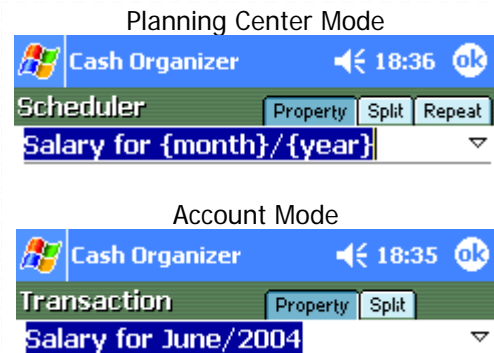 Planning Center Mode
Cash Organizer 18:36 ok
Scheduler Property Split Repeat
Salary for {month}/{year}
Account Mode
Cash Organizer 18:35 ok
Transaction Property Split
Salary for June/2004